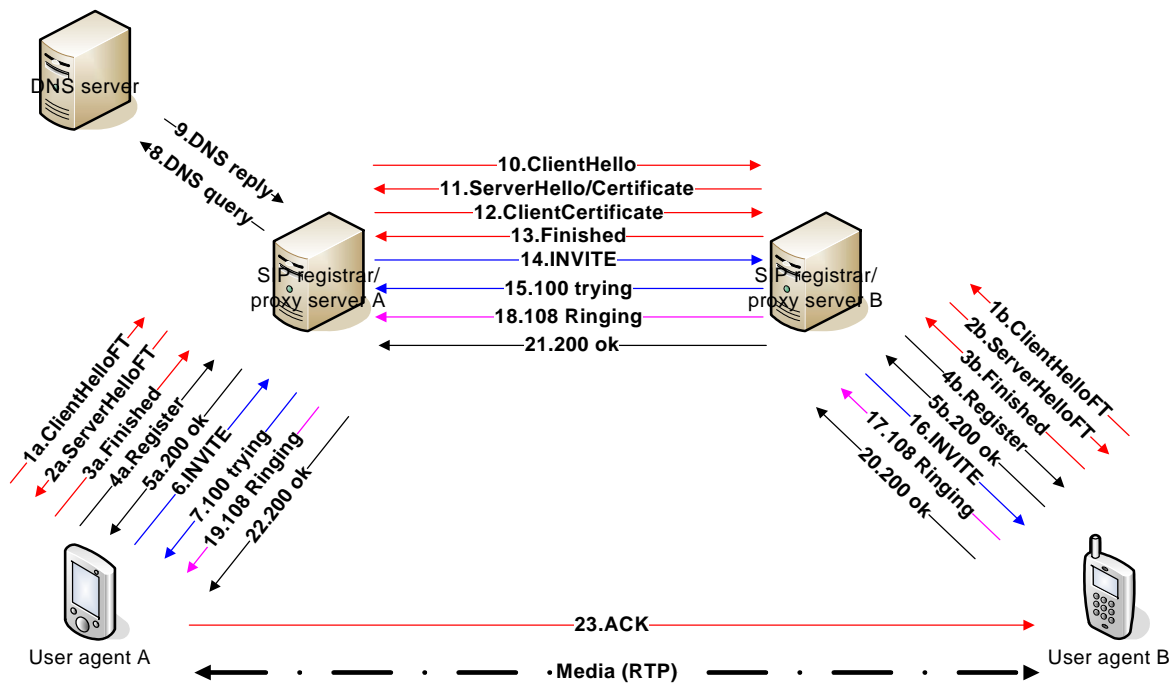 DNS server
9.DNS reply
8.DNS query
10.ClientHello
11.ServerHello/Certificate
12.ClientCertificate
13.Finished
14.INVITE
15.100 trying
18.108 Ringing
21.200 ok
SIP registrar/
proxy server A
SIP registrar/
proxy server B
1a.ClientHelloFT
2a.ServerHelloFT
3a.Finished
4a.Register
5a.200 ok
6.INVITE
7.100 trying
19.108 Ringing
22.200 ok
1b.ClientHelloFT
2b.ServerHelloFT
3b.Finished
4b.Register
5b.200 ok
16.INVITE
17.108 Ringing
20.200 ok
23.ACK
User agent A
User agent B
Media (RTP)